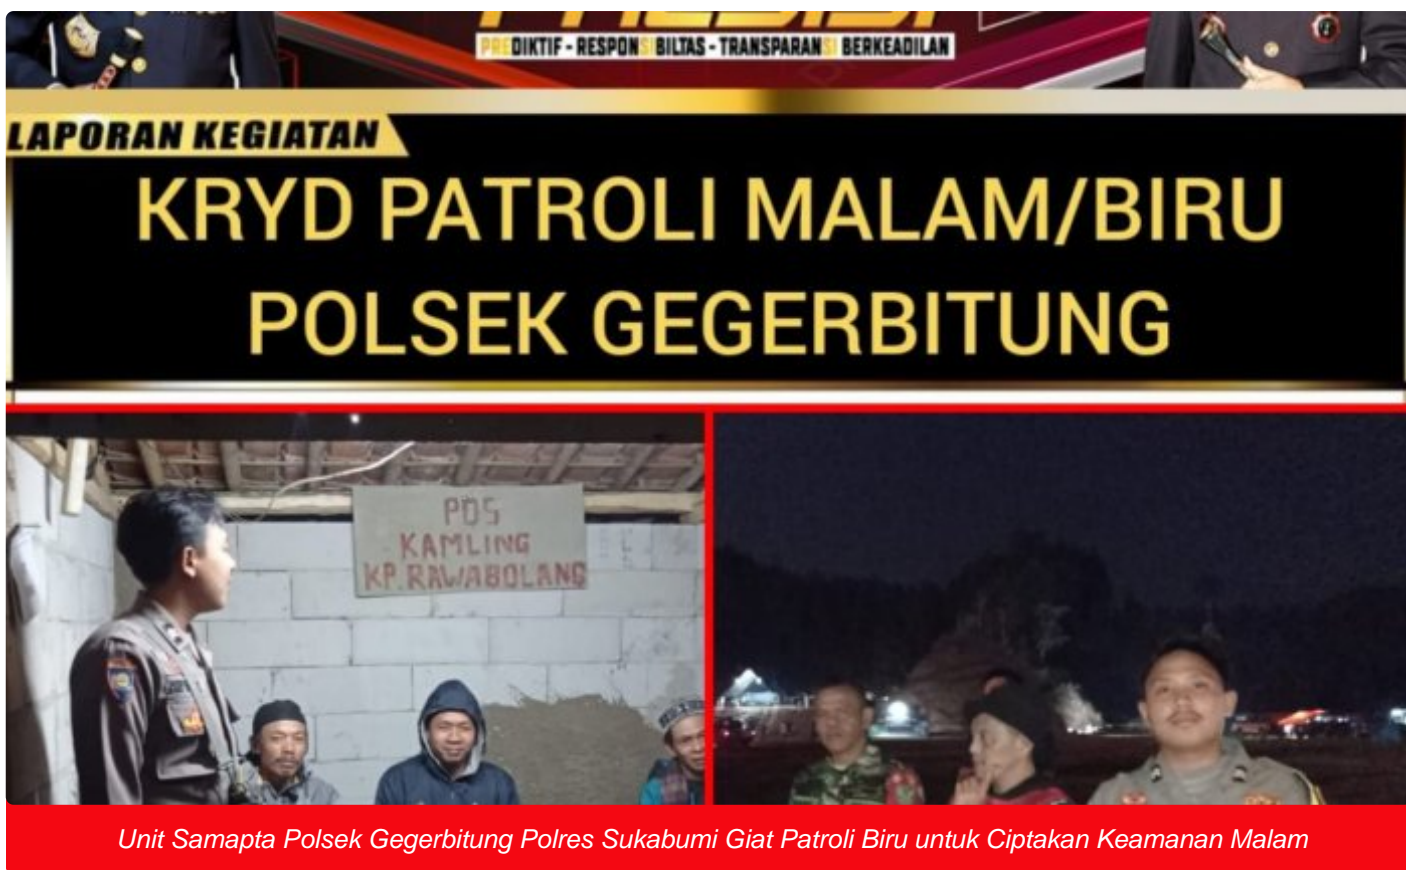 PREDIKTIF - RESPONSIBILTAS - TRANSPARANSI BERKEADILAN
LAPORAN KEGIATAN
KRYD PATROLI MALAM/BIRU
POLSEK GEGERBITUNG
POS
KAMLING
KP.RAWABOLANG
Unit Samapta Polsek Gegerbitung Polres Sukabumi Giat Patroli Biru untuk Ciptakan Keamanan Malam